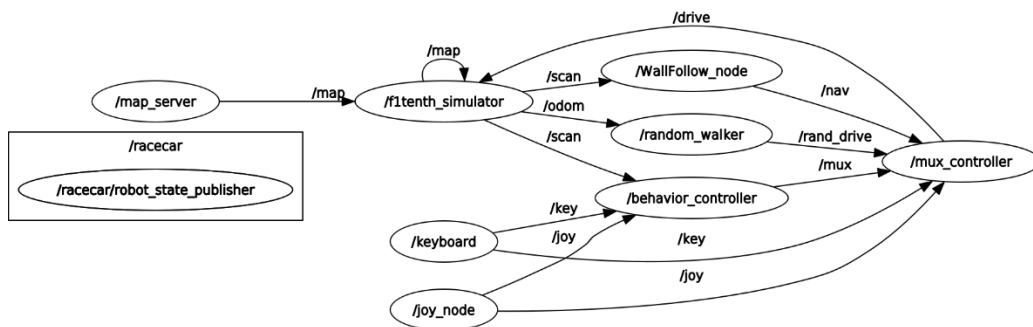 /drive
/map
/WallFollow_node
/scan
/nav
/map_server
/map
/f1tenth_simulator
/odom
/random_walker
/rand_drive
/scan
/mux_controller
/racecar
/mux
/racecar/robot_state_publisher
/behavior_controller
/key
/keyboard
/joy
/key
/joy
/joy_node